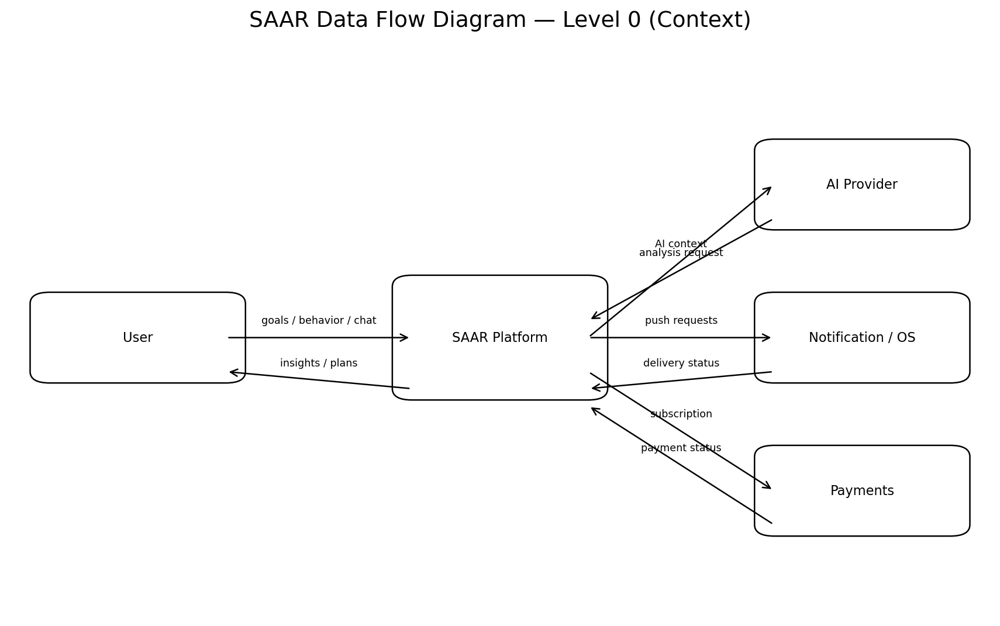 SAAR Data Flow Diagram — Level 0 (Context)
AI Provider
AI context
analysis request
User
goals / behavior / chat
insights / plans
SAAR Platform
push requests
delivery status
Notification / OS
subscription
payment status
Payments